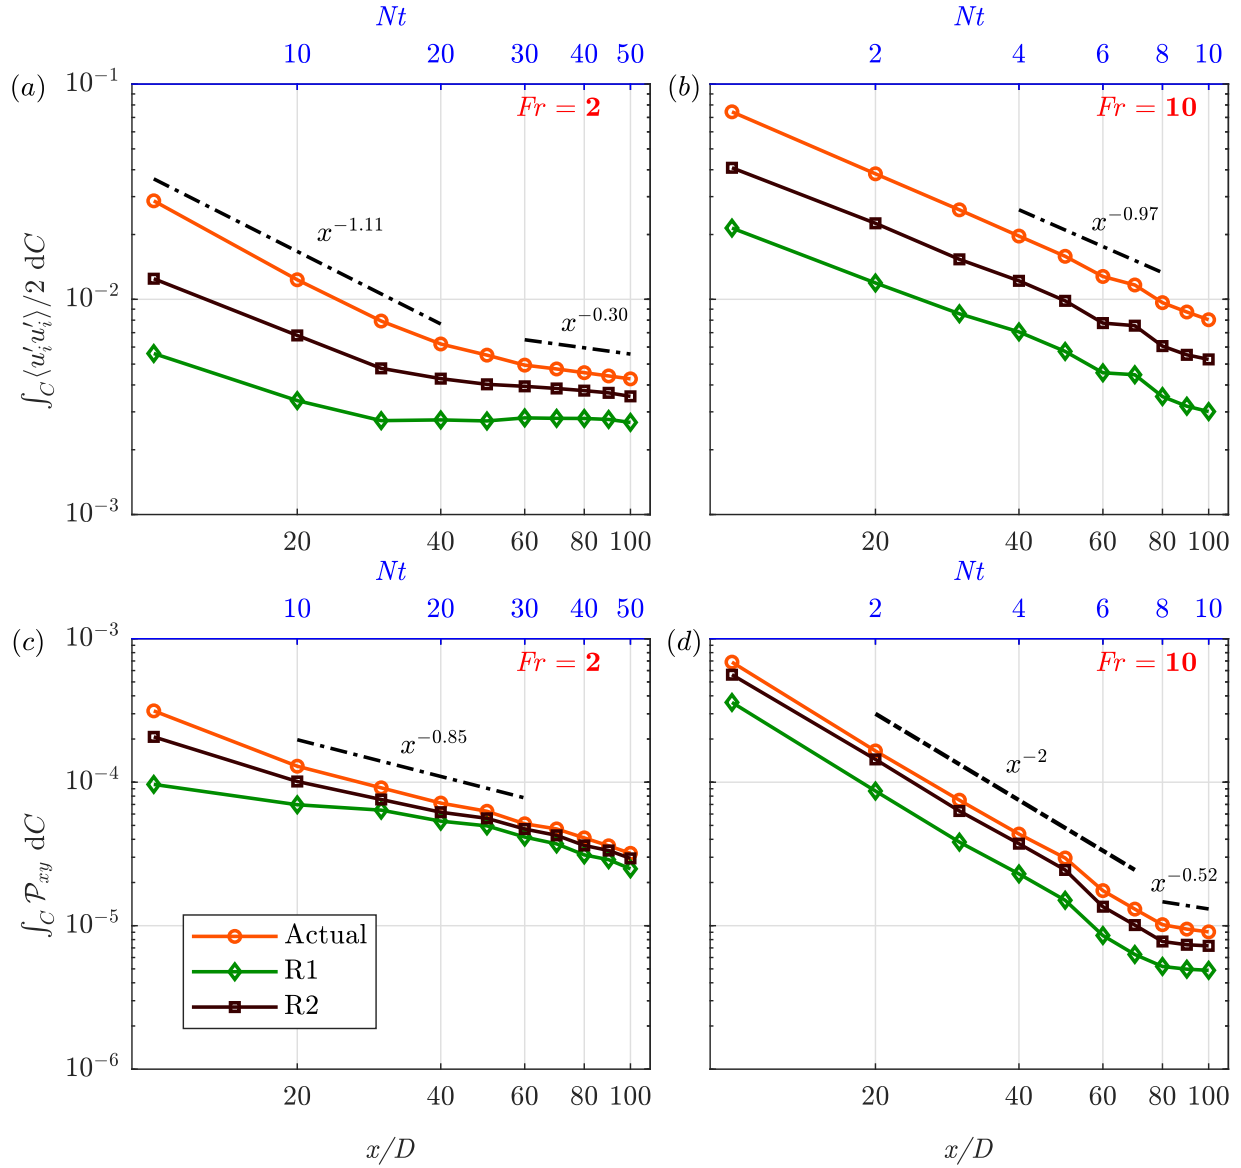 Nt Nt
10 20 30 40 50 2 4 6 8 10
(a) Fr = 2 (b) Fr = 10
10⁻¹
10⁻²
10⁻³
∫_C⟨u′_i u′_i⟩/2 dC
x^{−1.11}
x^{−0.30}
x^{−0.97}
20 40 60 80 100 20 40 60 80 100
Nt Nt
10 20 30 40 50 2 4 6 8 10
(c) Fr = 2 (d) Fr = 10
10⁻³
10⁻⁴
10⁻⁵
10⁻⁶
∫_C 𝒫_{xy} dC
x^{−0.85}
x^{−2}
x^{−0.52}
Actual
R1
R2
20 40 60 80 100 20 40 60 80 100
x/D x/D